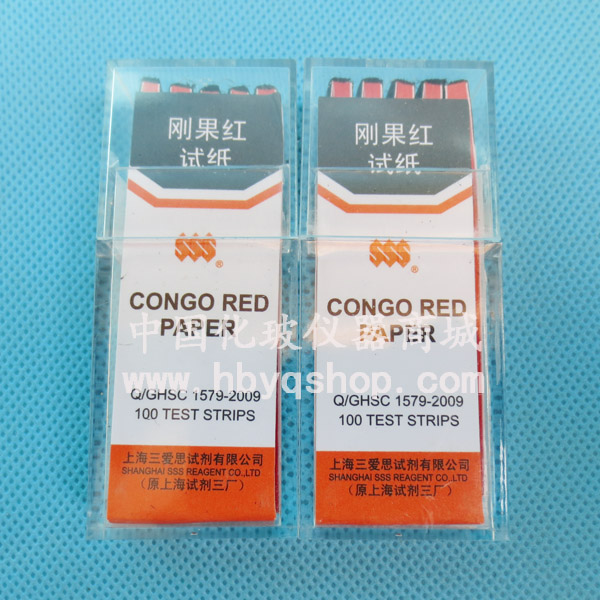 刚果红
试纸
SSS®
CONGO RED
PAPER
Q/GHSC 1579-2009
100 TEST STRIPS
上海三爱思试剂有限公司
SHANGHAI SSS REAGENT CO.,LTD
(原上海试剂三厂)
刚果红
试纸
SSS®
CONGO RED
PAPER
Q/GHSC 1579-2009
100 TEST STRIPS
上海三爱思试剂有限公司
SHANGHAI SSS REAGENT CO.,LTD
(原上海试剂三厂)
中国化玻仪器商城
www.hbyqshop.com